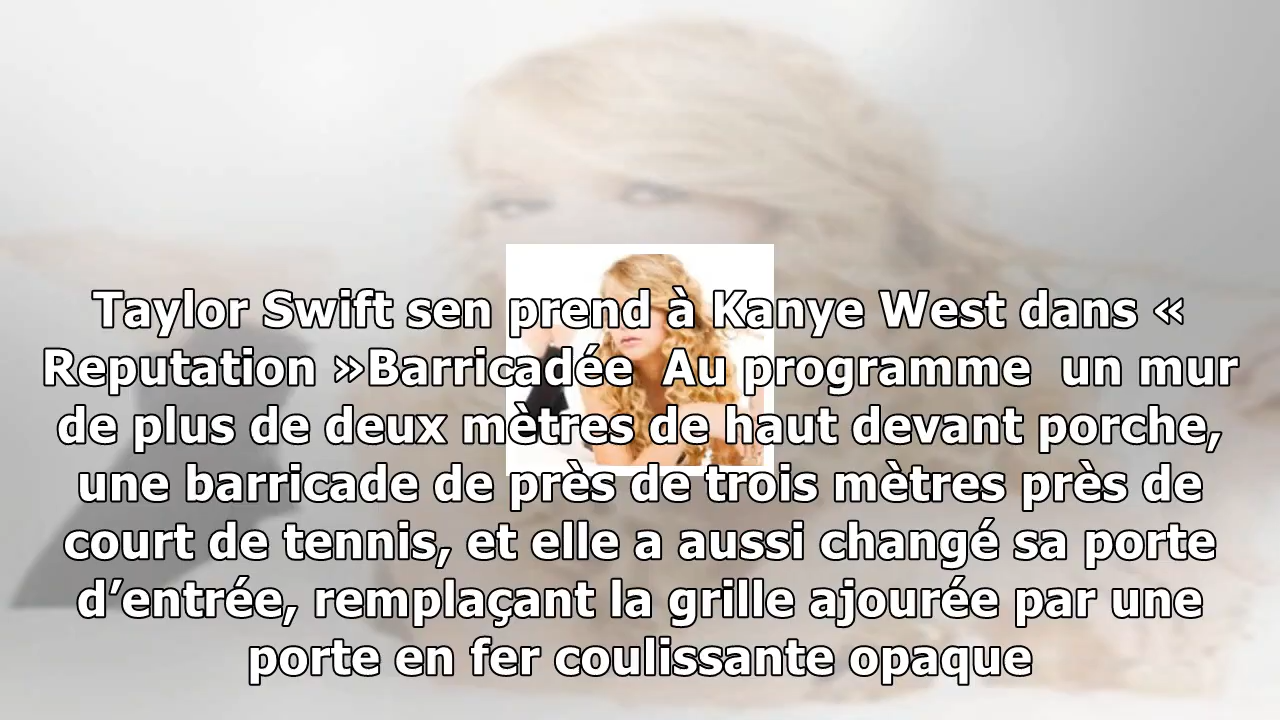 Taylor Swift sen prend à Kanye West dans «
Reputation »Barricadée  Au programme  un mur
de plus de deux mètres de haut devant porche,
une barricade de près de trois mètres près de
court de tennis, et elle a aussi changé sa porte
d’entrée, remplaçant la grille ajourée par une
porte en fer coulissante opaque